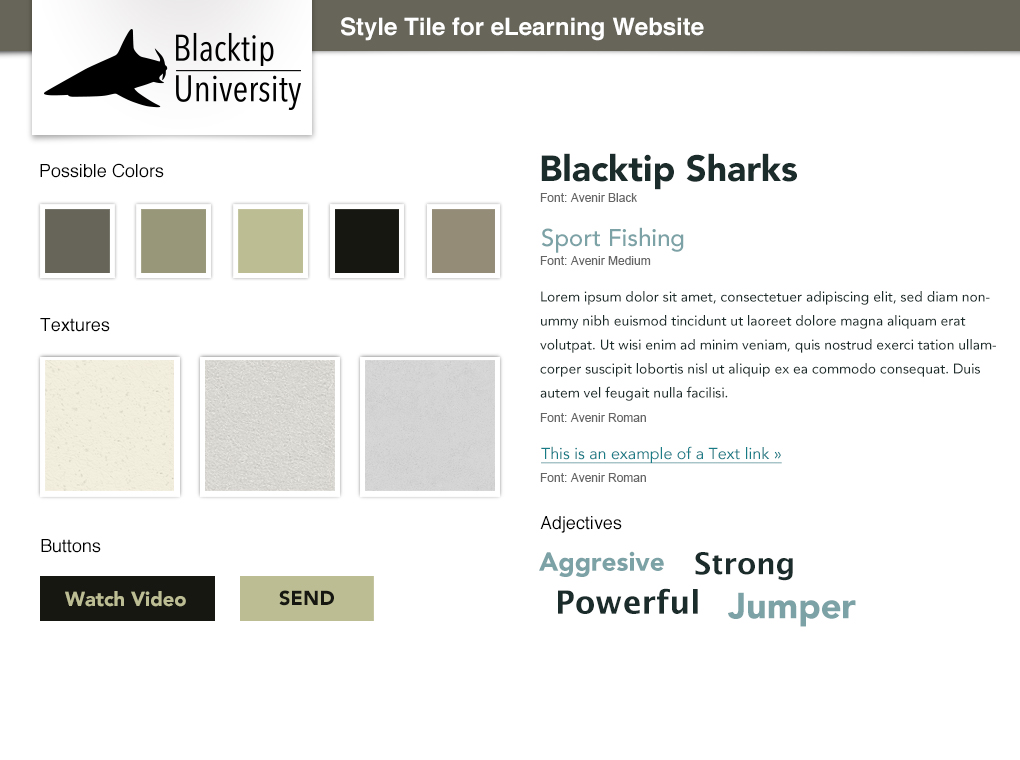 Style Tile for eLearning Website
Blacktip
University
Possible Colors
Textures
Buttons
Watch Video
SEND
Blacktip Sharks
Font: Avenir Black
Sport Fishing
Font: Avenir Medium
Lorem ipsum dolor sit amet, consectetuer adipiscing elit, sed diam non-
ummy nibh euismod tincidunt ut laoreet dolore magna aliquam erat
volutpat. Ut wisi enim ad minim veniam, quis nostrud exerci tation ullam-
corper suscipit lobortis nisl ut aliquip ex ea commodo consequat. Duis
autem vel feugait nulla facilisi.
Font: Avenir Roman
This is an example of a Text link »
Font: Avenir Roman
Adjectives
Aggresive Strong
Powerful Jumper